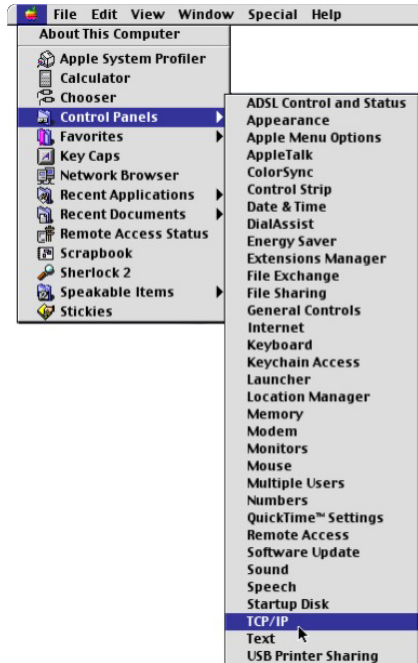 File Edit View Window Special Help
About This Computer
Apple System Profiler
Calculator
Chooser
Control Panels
Favorites
Key Caps
Network Browser
Recent Applications
Recent Documents
Remote Access Status
Scrapbook
Sherlock 2
Speakable Items
Stickies
ADSL Control and Status
Appearance
Apple Menu Options
AppleTalk
ColorSync
Control Strip
Date & Time
DialAssist
Energy Saver
Extensions Manager
File Exchange
File Sharing
General Controls
Internet
Keyboard
Keychain Access
Launcher
Location Manager
Memory
Modem
Monitors
Mouse
Multiple Users
Numbers
QuickTime™ Settings
Remote Access
Software Update
Sound
Speech
Startup Disk
TCP/IP
Text
USB Printer Sharing